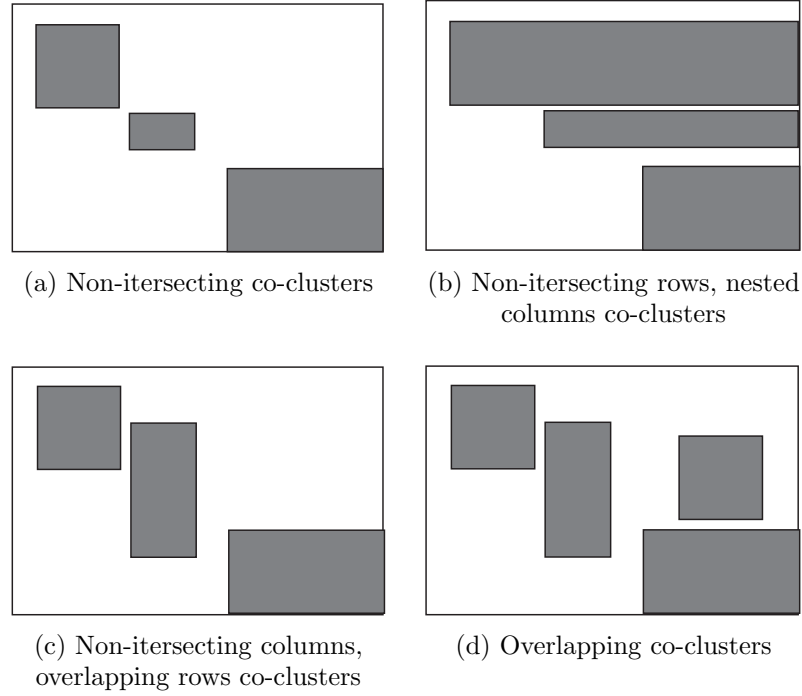 (a) Non-itersecting co-clusters
(b) Non-itersecting rows, nested
columns co-clusters
(c) Non-itersecting columns,
overlapping rows co-clusters
(d) Overlapping co-clusters